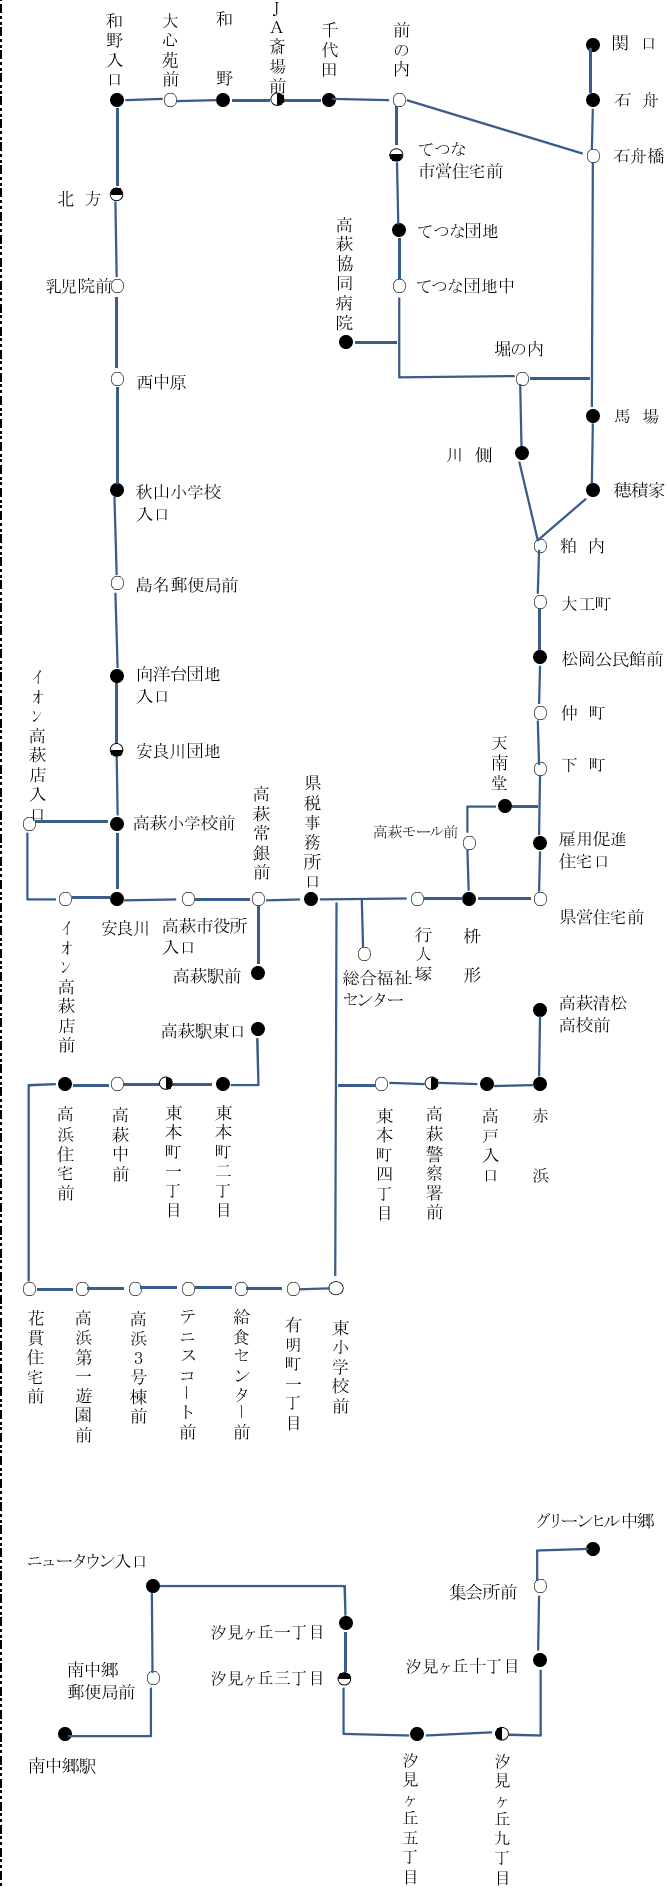 和野入口
大心苑前
和野
JA斎場前
千代田
前の内
関口
石舟
石舟橋
てつな
市営住宅前
北方
高萩協同病院
てつな団地
乳児院前
てつな団地中
堀の内
西中原
馬場
川側
秋山小学校
入口
穂積家
粕内
島名郵便局前
大工町
向洋台団地
入口
松岡公民館前
イオン高萩店入口
仲町
安良川団地
天南堂
下町
高萩小学校前
高萩常銀前
県税事務所口
高萩モール前
雇用促進
住宅口
安良川
高萩市役所
入口
県営住宅前
イオン高萩店前
行人塚
枡形
高萩駅前
総合福祉
センター
高萩清松
高校前
高萩駅東口
高浜住宅前
高萩中前
東本町一丁目
東本町二丁目
東本町四丁目
高萩警察署前
高戸入口
赤浜
花貫住宅前
高浜第一遊園前
高浜3号棟前
テニスコート前
給食センター前
有明町一丁目
東小学校前
グリーンヒル中郷
ニュータウン入口
集会所前
汐見ヶ丘一丁目
南中郷
郵便局前
汐見ヶ丘三丁目
汐見ヶ丘十丁目
南中郷駅
汐見ヶ丘五丁目
汐見ヶ丘九丁目